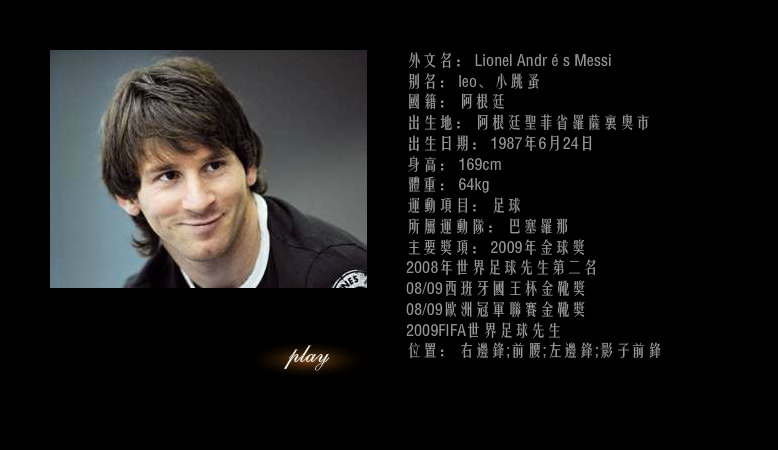 外文名： Lionel Andr é s Messi
别名： leo、小跳蚤
國籍： 阿根廷
出生地： 阿根廷聖菲省羅薩裏奧市
出生日期： 1987年6月24日
身高： 169cm
體重： 64kg
運動項目： 足球
所屬運動隊： 巴塞羅那
主要獎項： 2009年金球獎
2008年世界足球先生第二名
08/09西班牙國王杯金靴獎
08/09歐洲冠軍聯賽金靴獎
2009FIFA世界足球先生
位置： 右邊鋒;前腰;左邊鋒;影子前鋒
play